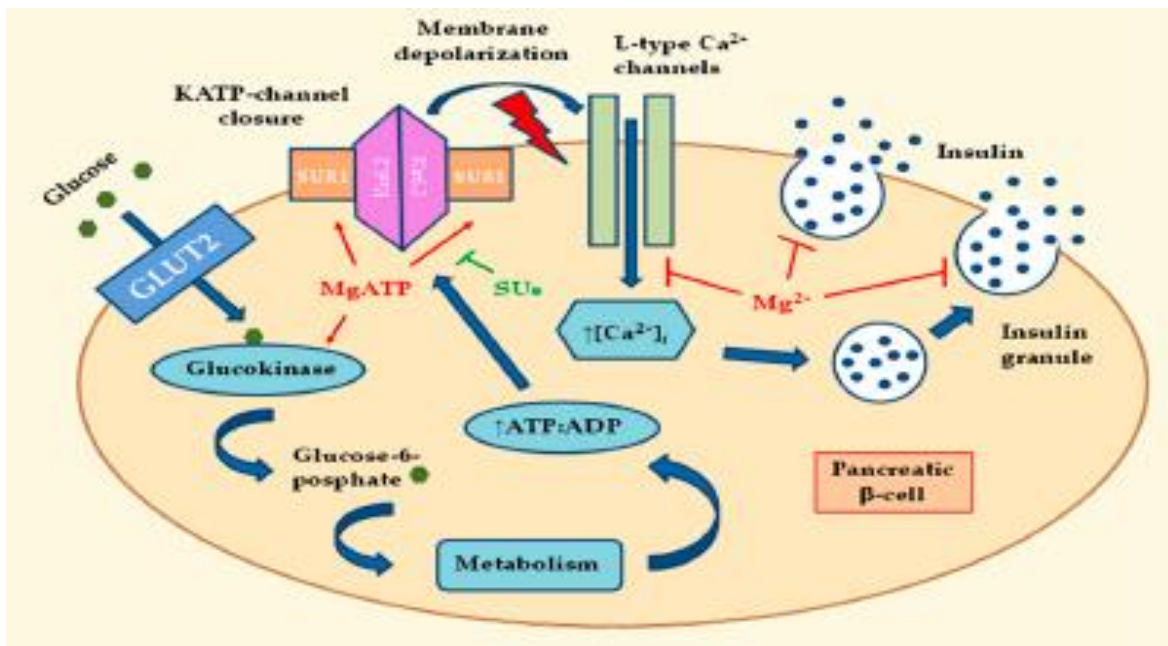 Membrane
depolarization
L-type Ca²⁺
channels
KATP-channel
closure
SUR1
SUR1
Insulin
Glucose
GLUT2
MgATP
SUs
Mg²⁺
↑[Ca²⁺]ᵢ
Insulin
granule
Glucokinase
↑ATP:ADP
Glucose-6-
posphate
Pancreatic
β-cell
Metabolism